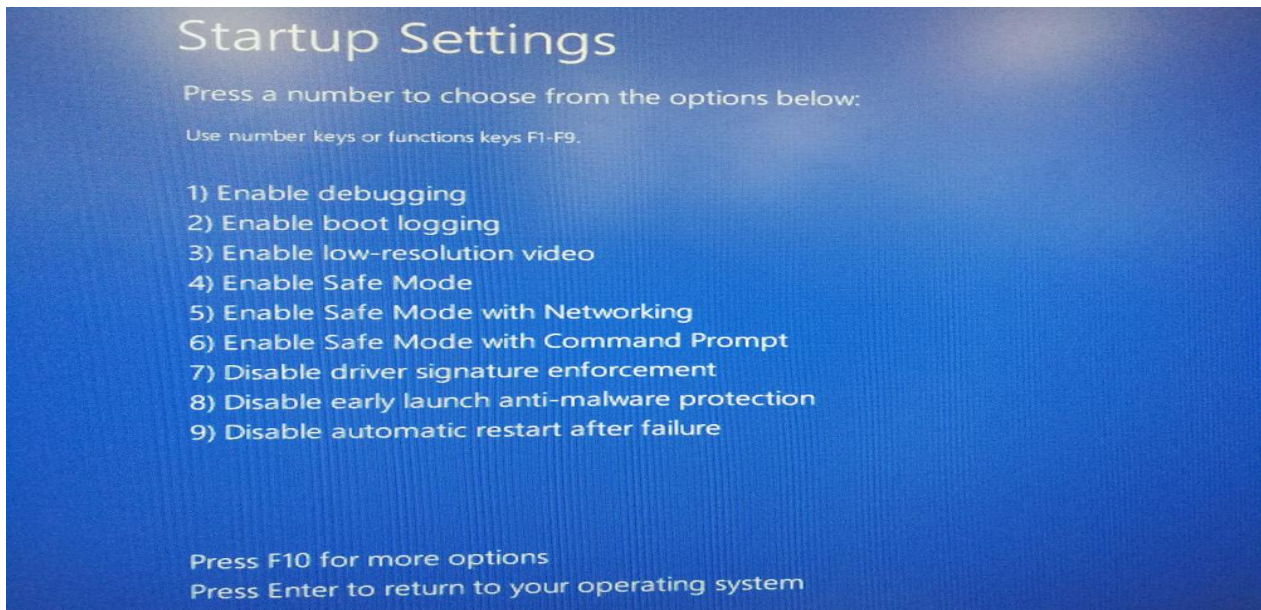 Startup Settings
Press a number to choose from the options below:
Use number keys or functions keys F1-F9.
1) Enable debugging
2) Enable boot logging
3) Enable low-resolution video
4) Enable Safe Mode
5) Enable Safe Mode with Networking
6) Enable Safe Mode with Command Prompt
7) Disable driver signature enforcement
8) Disable early launch anti-malware protection
9) Disable automatic restart after failure
Press F10 for more options
Press Enter to return to your operating system